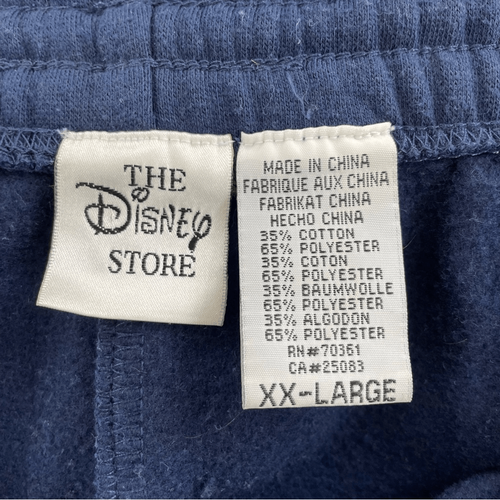 THE
Disney
STORE
MADE IN CHINA
FABRIQUE AUX CHINA
FABRIKAT CHINA
HECHO CHINA
35% COTTON
65% POLYESTER
35% COTON
65% POLYESTER
35% BAUMWOLLE
65% POLYESTER
35% ALGODON
65% POLYESTER
RN#70361
CA#25083
XX-LARGE